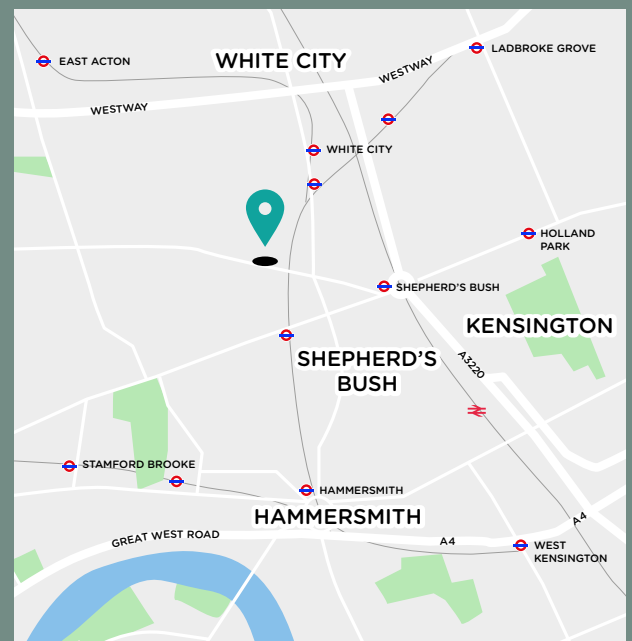 LADBROKE GROVE
EAST ACTON
WHITE CITY
WESTWAY
WESTWAY
WHITE CITY
HOLLAND
PARK
SHEPHERD'S BUSH
KENSINGTON
SHEPHERD'S
BUSH
A3220
STAMFORD BROOKE
HAMMERSMITH
HAMMERSMITH
A4
GREAT WEST ROAD
A4
WEST
KENSINGTON